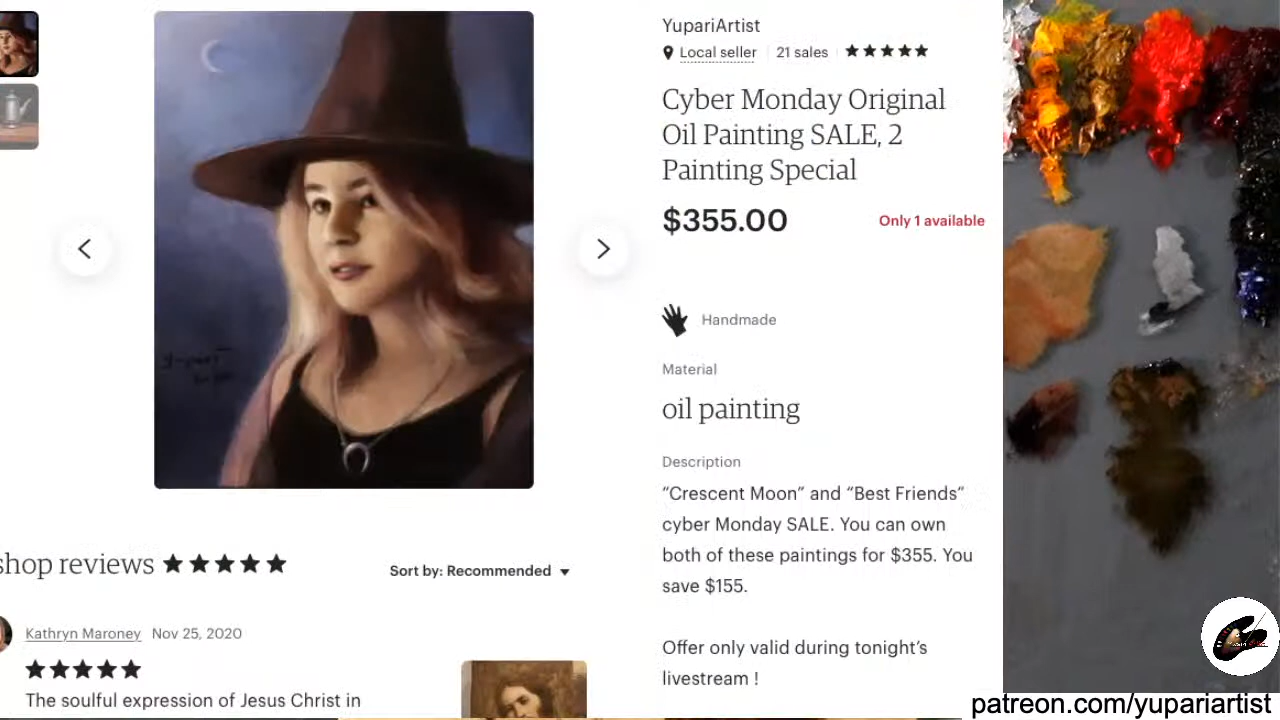 YupariArtist
Local seller 21 sales
Cyber Monday Original
Oil Painting SALE, 2
Painting Special
$355.00 Only 1 available
Handmade
Material
oil painting
Description
“Crescent Moon” and “Best Friends”
cyber Monday SALE. You can own
both of these paintings for $355. You
save $155.
Offer only valid during tonight’s
livestream !
shop reviews
Sort by: Recommended
Kathryn Maroney Nov 25, 2020
The soulful expression of Jesus Christ in
patreon.com/yupariartist